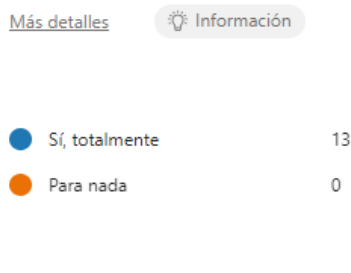 Más detalles Información
Sí, totalmente 13
Para nada 0